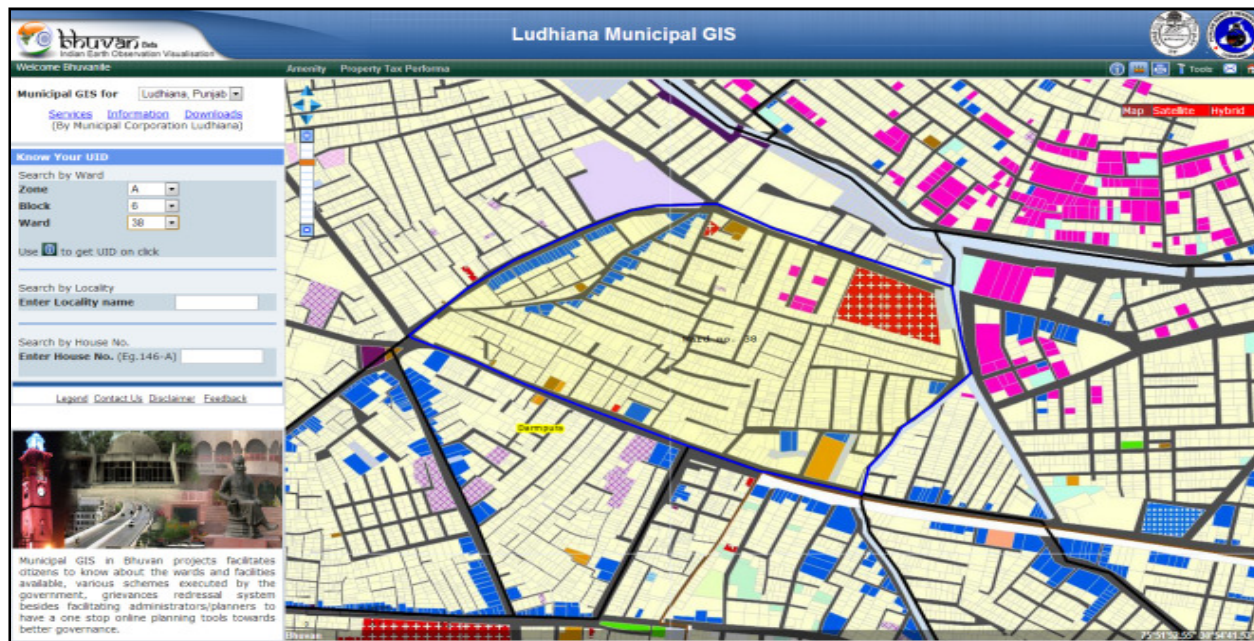 Ludhiana Municipal GIS
bhuvan Beta
Indian Earth Observation Visualisation
Welcome Bhuvanite
Amenity Property Tax Performa
Tools
Municipal GIS for Ludhiana, Punjab
Services Information Downloads
(By Municipal Corporation Ludhiana)
Map Satellite Hybrid
Know Your UID
Search by Ward
Zone A
Block 6
Ward 38
Use to get UID on click
Search by Locality
Enter Locality name
Search by House No.
Enter House No. (Eg.146-A)
Ward no. 38
Legend Contact Us Disclaimer Feedback
Darmpura
Municipal GIS in Bhuvan projects facilitates
citizens to know about the wards and facilities
available, various schemes executed by the
government, grievances redressal system
besides facilitating administrators/planners to
have a one stop online planning tools towards
better governance.
Bhuvan